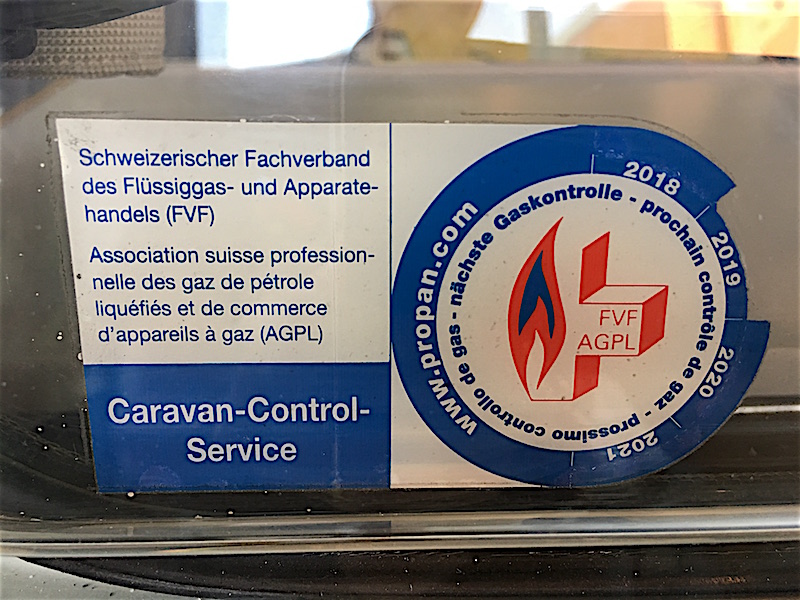 Schweizerischer Fachverband
des Flüssiggas- und Apparate-
handels (FVF)
Association suisse profession-
nelle des gaz de pétrole
liquéfiés et de commerce
d'appareils à gaz (AGPL)
Caravan-Control-
Service
www.propan.com
2018
2019
2020
2021
nächste Gaskontrolle - prochain contrôle de gaz - prossimo controllo de gas -
FVF
AGPL